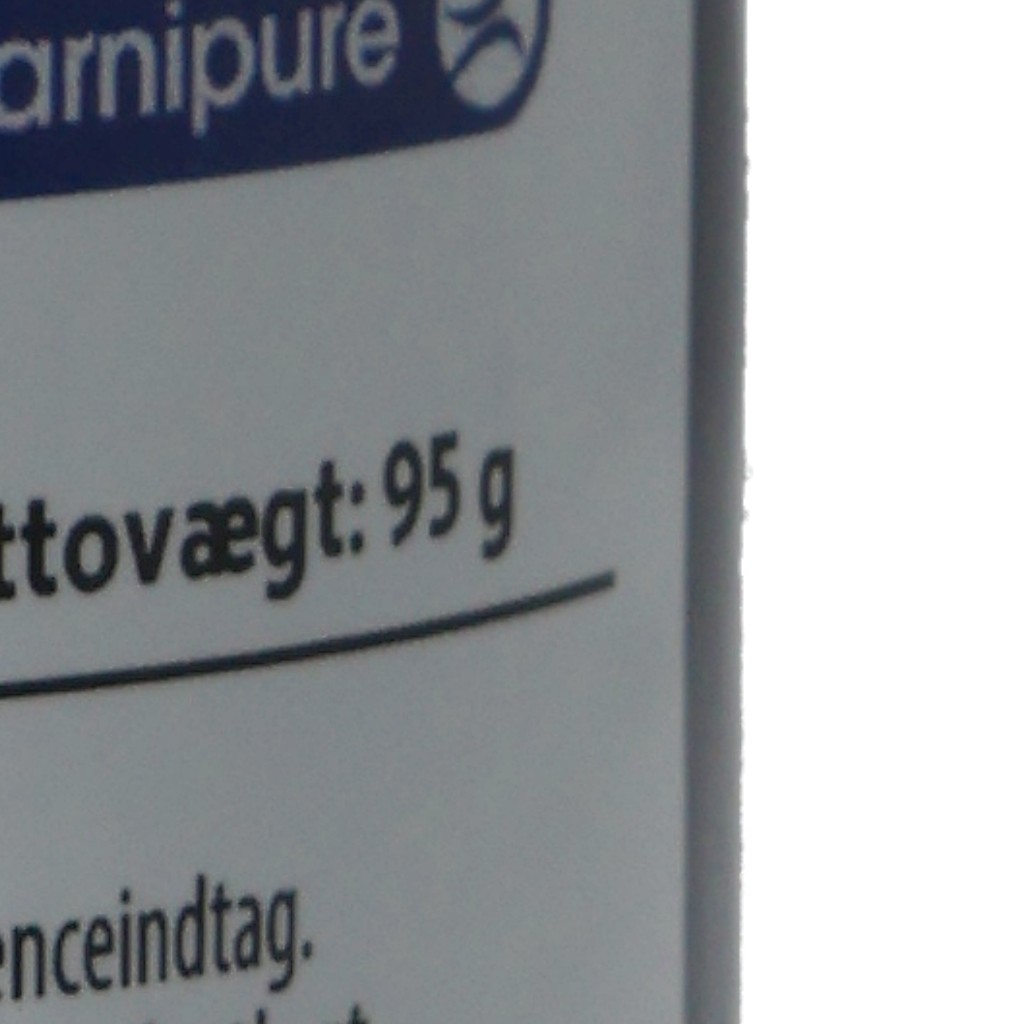 arnipure
ttovægt: 95 g
enceindtag.